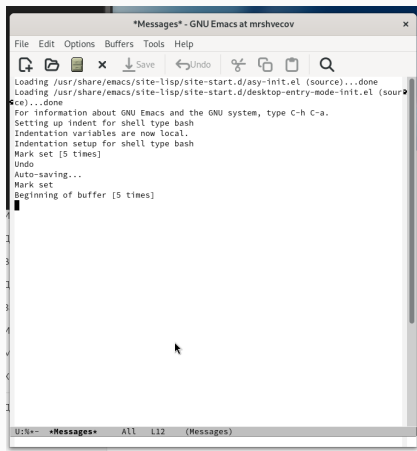 *Messages* - GNU Emacs at mrshvecov
File Edit Options Buffers Tools Help
Save Undo
Loading /usr/share/emacs/site-lisp/site-start.d/asy-init.el (source)...done
Loading /usr/share/emacs/site-lisp/site-start.d/desktop-entry-mode-init.el (sour
ce)...done
For information about GNU Emacs and the GNU system, type C-h C-a.
Setting up indent for shell type bash
Indentation variables are now local.
Indentation setup for shell type bash
Mark set [5 times]
Undo
Auto-saving...
Mark set
Beginning of buffer [5 times]
U:%*- *Messages* All L12 (Messages)